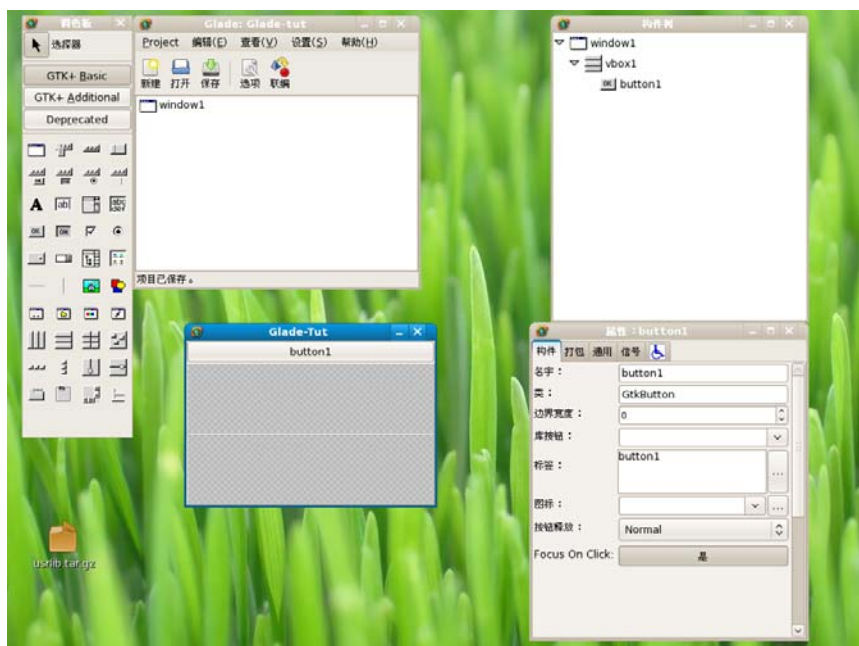 调色板
选择器
GTK+ Basic
GTK+ Additional
Deprecated
Glade: Glade-tut
Project 编辑(E) 查看(V) 设置(S) 帮助(H)
新建 打开 保存 选项 联编
window1
项目已保存。
构件树
window1
vbox1
button1
Glade-Tut
button1
属性：button1
构件 打包 通用 信号
名字： button1
类： GtkButton
边界宽度： 0
库按钮：
标签： button1
...
图标： ...
按钮释放： Normal
Focus On Click: 是
usrlib.tar.gz